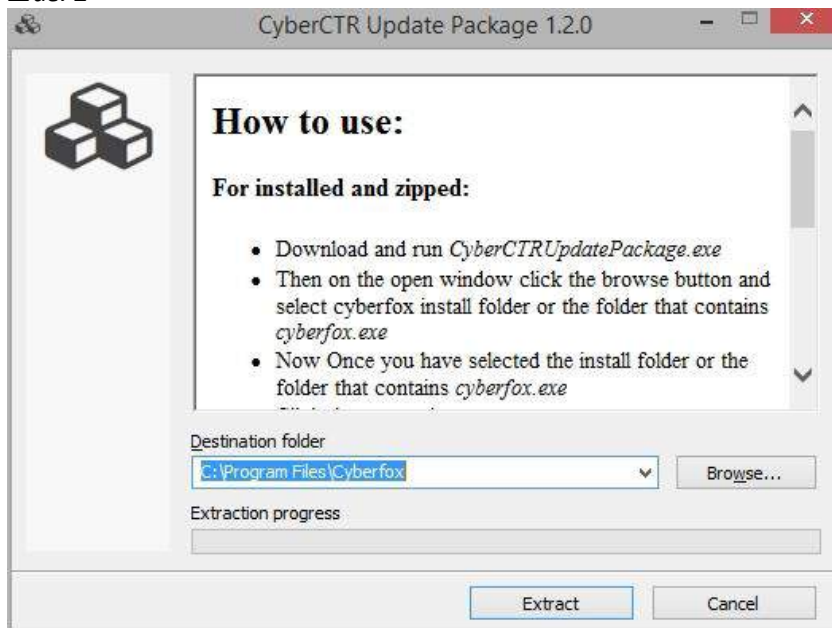 CyberCTR Update Package 1.2.0
How to use:
For installed and zipped:
• Download and run CyberCTRUpdatePackage.exe
• Then on the open window click the browse button and
select cyberfox install folder or the folder that contains
cyberfox.exe
• Now Once you have selected the install folder or the
folder that contains cyberfox.exe
Destination folder
C:\Program Files\Cyberfox
Browse...
Extraction progress
Extract
Cancel